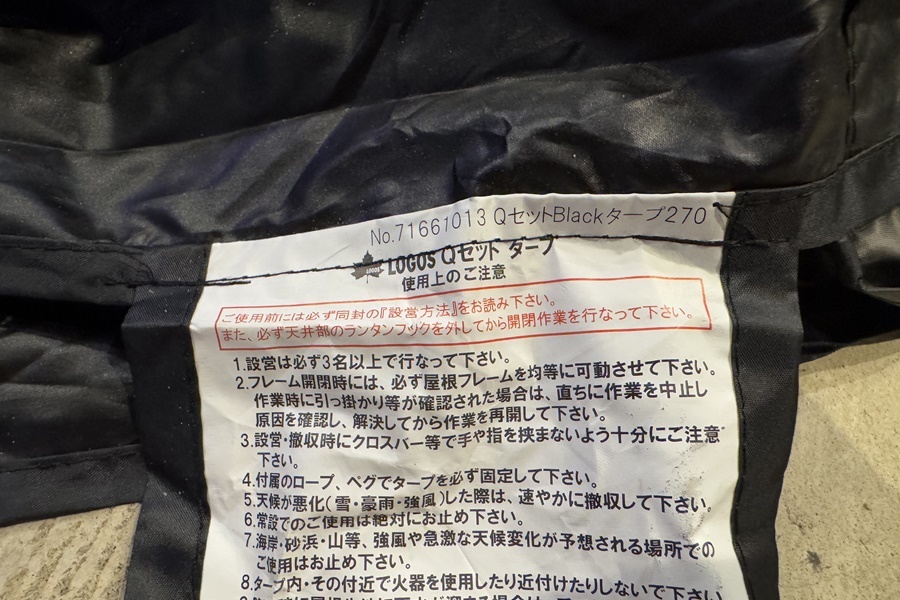 No.71661013 QセットBlackタープ270
LOGOS
LOGOS Qセット タープ
使用上のご注意
ご使用前には必ず同封の『設営方法』をお読み下さい。
また、必ず天井部のランタンフックを外してから開閉作業を行なって下さい。
1.設営は必ず3名以上で行なって下さい。
2.フレーム開閉時には、必ず屋根フレームを均等に可動させて下さい。
作業時に引っ掛かり等が確認された場合は、直ちに作業を中止し
原因を確認し、解決してから作業を再開して下さい。
3.設営・撤収時にクロスバー等で手や指を挟まないよう十分にご注意
下さい。
4.付属のロープ、ペグでタープを必ず固定して下さい。
5.天候が悪化(雪・豪雨・強風)した際は、速やかに撤収して下さい。
6.常設でのご使用は絶対にお止め下さい。
7.海岸・砂浜・山等、強風や急激な天候変化が予想される場所での
ご使用はお止め下さい。
8.タープ内・その付近で火器を使用したり近付けたりしないで下さい